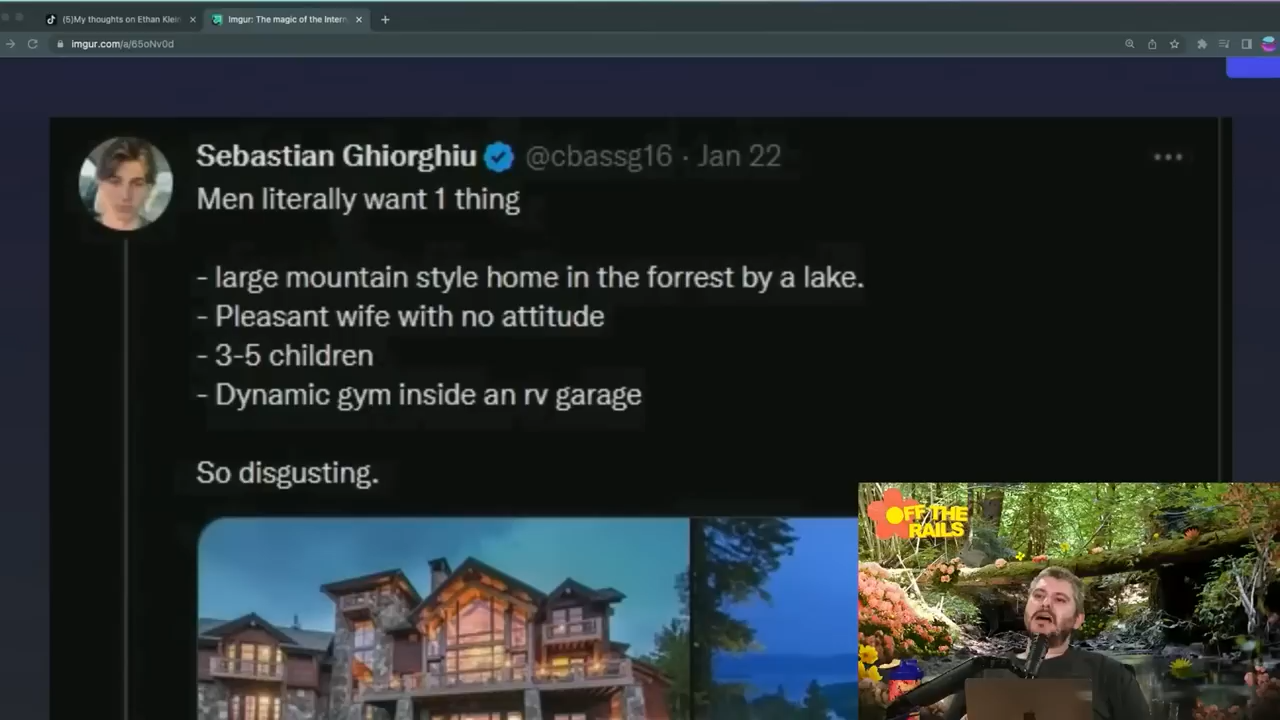 (5)My thoughts on Ethan Klein
Imgur: The magic of the Intern
imgur.com/a/65oNv0d
Sebastian Ghiorghiu @cbassg16 · Jan 22
Men literally want 1 thing
- large mountain style home in the forrest by a lake.
- Pleasant wife with no attitude
- 3-5 children
- Dynamic gym inside an rv garage
So disgusting.
OFF THE
RAILS